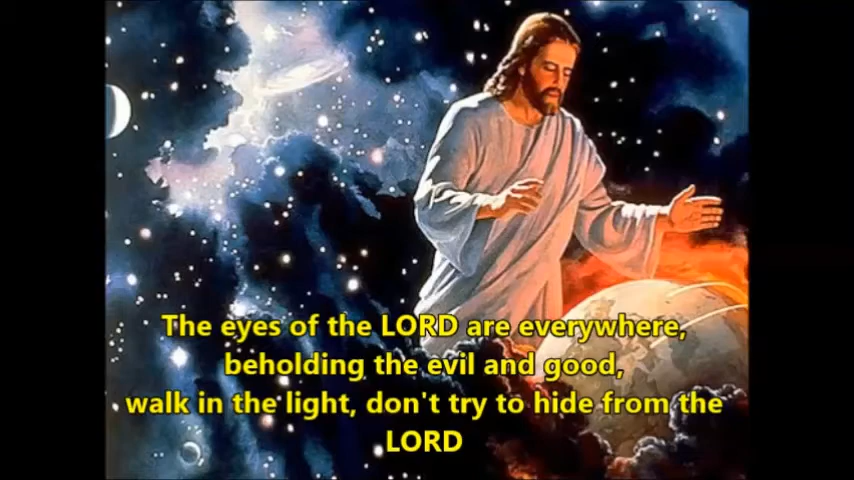 The eyes of the LORD are everywhere,
beholding the evil and good,
walk in the light, don't try to hide from the
LORD